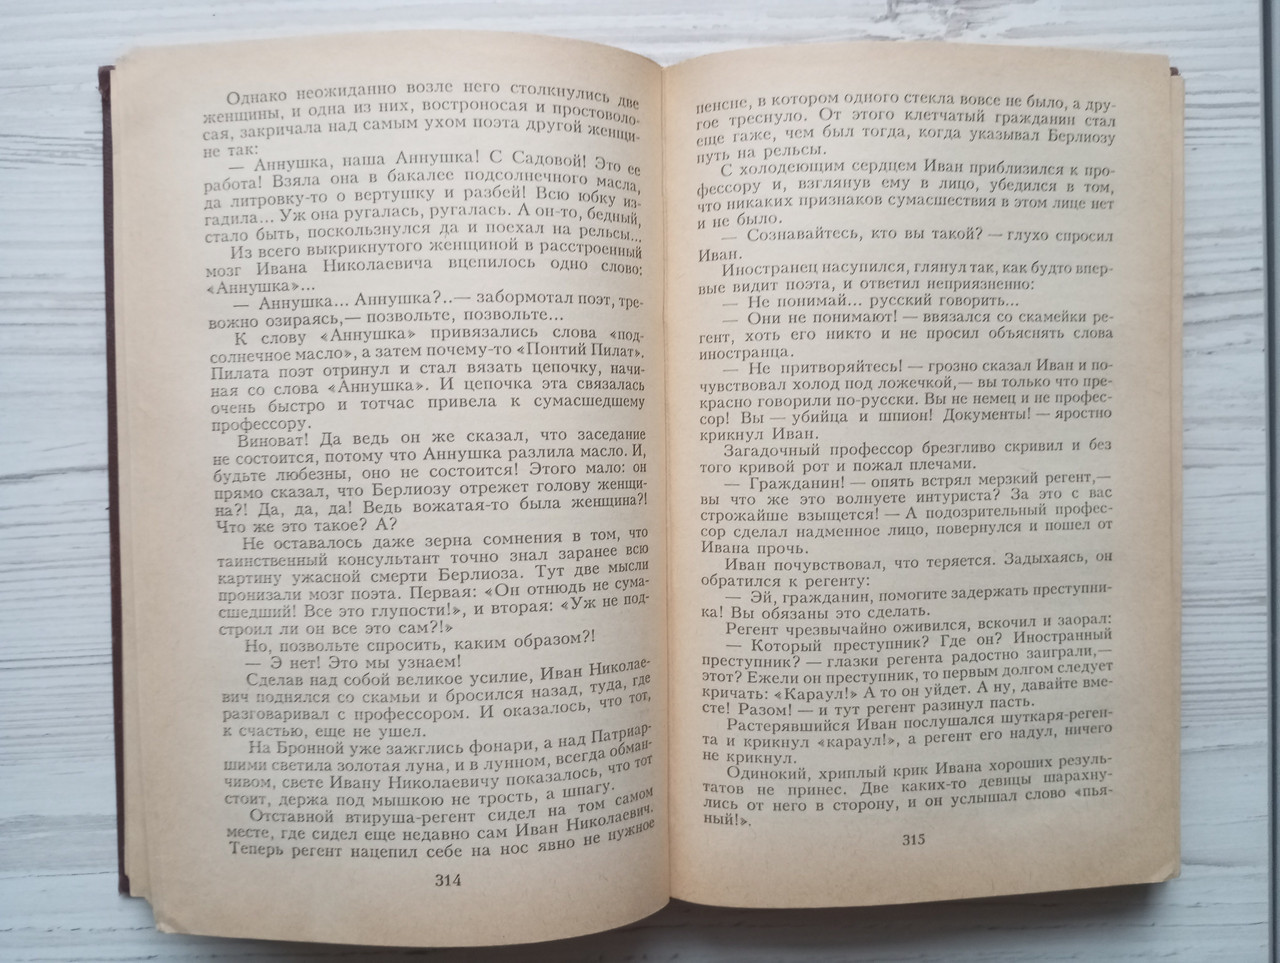 Однако неожиданно возле него столкнулись две
женщины, и одна из них, востроносая и простоволо-
сая, закричала над самым ухом поэта другой женщи-
не так:
— Аннушка, наша Аннушка! С Садовой! Это ее
работа! Взяла она в бакалее подсолнечного масла,
да литровку-то о вертушку и разбей! Всю юбку из-
гадила... Уж она ругалась, ругалась. А он-то, бедный,
стало быть, поскользнулся да и поехал на рельсы...
Из всего выкрикнутого женщиной в расстроенный
мозг Ивана Николаевича вцепилось одно слово:
«Аннушка»...
— Аннушка... Аннушка?..— забормотал поэт, тре-
вожно озираясь,— позвольте, позвольте...
К слову «Аннушка» привязались слова «под-
солнечное масло», а затем почему-то «Понтий Пилат».
Пилата поэт отринул и стал вязать цепочку, начи-
ная со слова «Аннушка». И цепочка эта связалась
очень быстро и тотчас привела к сумасшедшему
профессору.
Виноват! Да ведь он же сказал, что заседание
не состоится, потому что Аннушка разлила масло. И,
будьте любезны, оно не состоится! Этого мало: он
прямо сказал, что Берлиозу отрежет голову женщи-
на?! Да, да, да! Ведь вожатая-то была женщина?!
Что же это такое? А?
Не оставалось даже зерна сомнения в том, что
таинственный консультант точно знал заранее всю
картину ужасной смерти Берлиоза. Тут две мысли
пронизали мозг поэта. Первая: «Он отнюдь не сума-
сшедший! Все это глупости!», и вторая: «Уж не под-
строил ли он все это сам?!»
Но, позвольте спросить, каким образом?!
— Э нет! Это мы узнаем!
Сделав над собой великое усилие, Иван Николае-
вич поднялся со скамьи и бросился назад, туда, где
разговаривал с профессором. И оказалось, что тот,
к счастью, еще не ушел.
На Бронной уже зажглись фонари, а над Патриар-
шими светила золотая луна, и в лунном, всегда обман-
чивом, свете Ивану Николаевичу показалось, что тот
стоит, держа под мышкою не трость, а шпагу.
Отставной втируша-регент сидел на том самом
месте, где сидел еще недавно сам Иван Николаевич.
Теперь регент нацепил себе на нос явно не нужное
314
пенсне, в котором одного стекла вовсе не было, а дру-
гое треснуло. От этого клетчатый гражданин стал
еще гаже, чем был тогда, когда указывал Берлиозу
путь на рельсы.
С холодеющим сердцем Иван приблизился к про-
фессору и, взглянув ему в лицо, убедился в том,
что никаких признаков сумасшествия в этом лице нет
и не было.
— Сознавайтесь, кто вы такой? — глухо спросил
Иван.
Иностранец насупился, глянул так, как будто впер-
вые видит поэта, и ответил неприязненно:
— Не понимай... русский говорить...
— Они не понимают! — ввязался со скамейки ре-
гент, хоть его никто и не просил объяснять слова
иностранца.
— Не притворяйтесь! — грозно сказал Иван и по-
чувствовал холод под ложечкой,— вы только что пре-
красно говорили по-русски. Вы не немец и не профес-
сор! Вы — убийца и шпион! Документы! — яростно
крикнул Иван.
Загадочный профессор брезгливо скривил и без
того кривой рот и пожал плечами.
— Гражданин! — опять встрял мерзкий регент,—
вы что же это волнуете интуриста? За это с вас
строжайше взыщется! — А подозрительный профес-
сор сделал надменное лицо, повернулся и пошел от
Ивана прочь.
Иван почувствовал, что теряется. Задыхаясь, он
обратился к регенту:
— Эй, гражданин, помогите задержать преступни-
ка! Вы обязаны это сделать.
Регент чрезвычайно оживился, вскочил и заорал:
— Который преступник? Где он? Иностранный
преступник? — глазки регента радостно заиграли,—
этот? Ежели он преступник, то первым долгом следует
кричать: «Караул!» А то он уйдет. А ну, давайте вме-
сте! Разом! — и тут регент разинул пасть.
Растерявшийся Иван послушался шуткаря-реген-
та и крикнул «караул!», а регент его надул, ничего
не крикнул.
Одинокий, хриплый крик Ивана хороших резуль-
татов не принес. Две каких-то девицы шарахну-
лись от него в сторону, и он услышал слово «пья-
ный!».
315